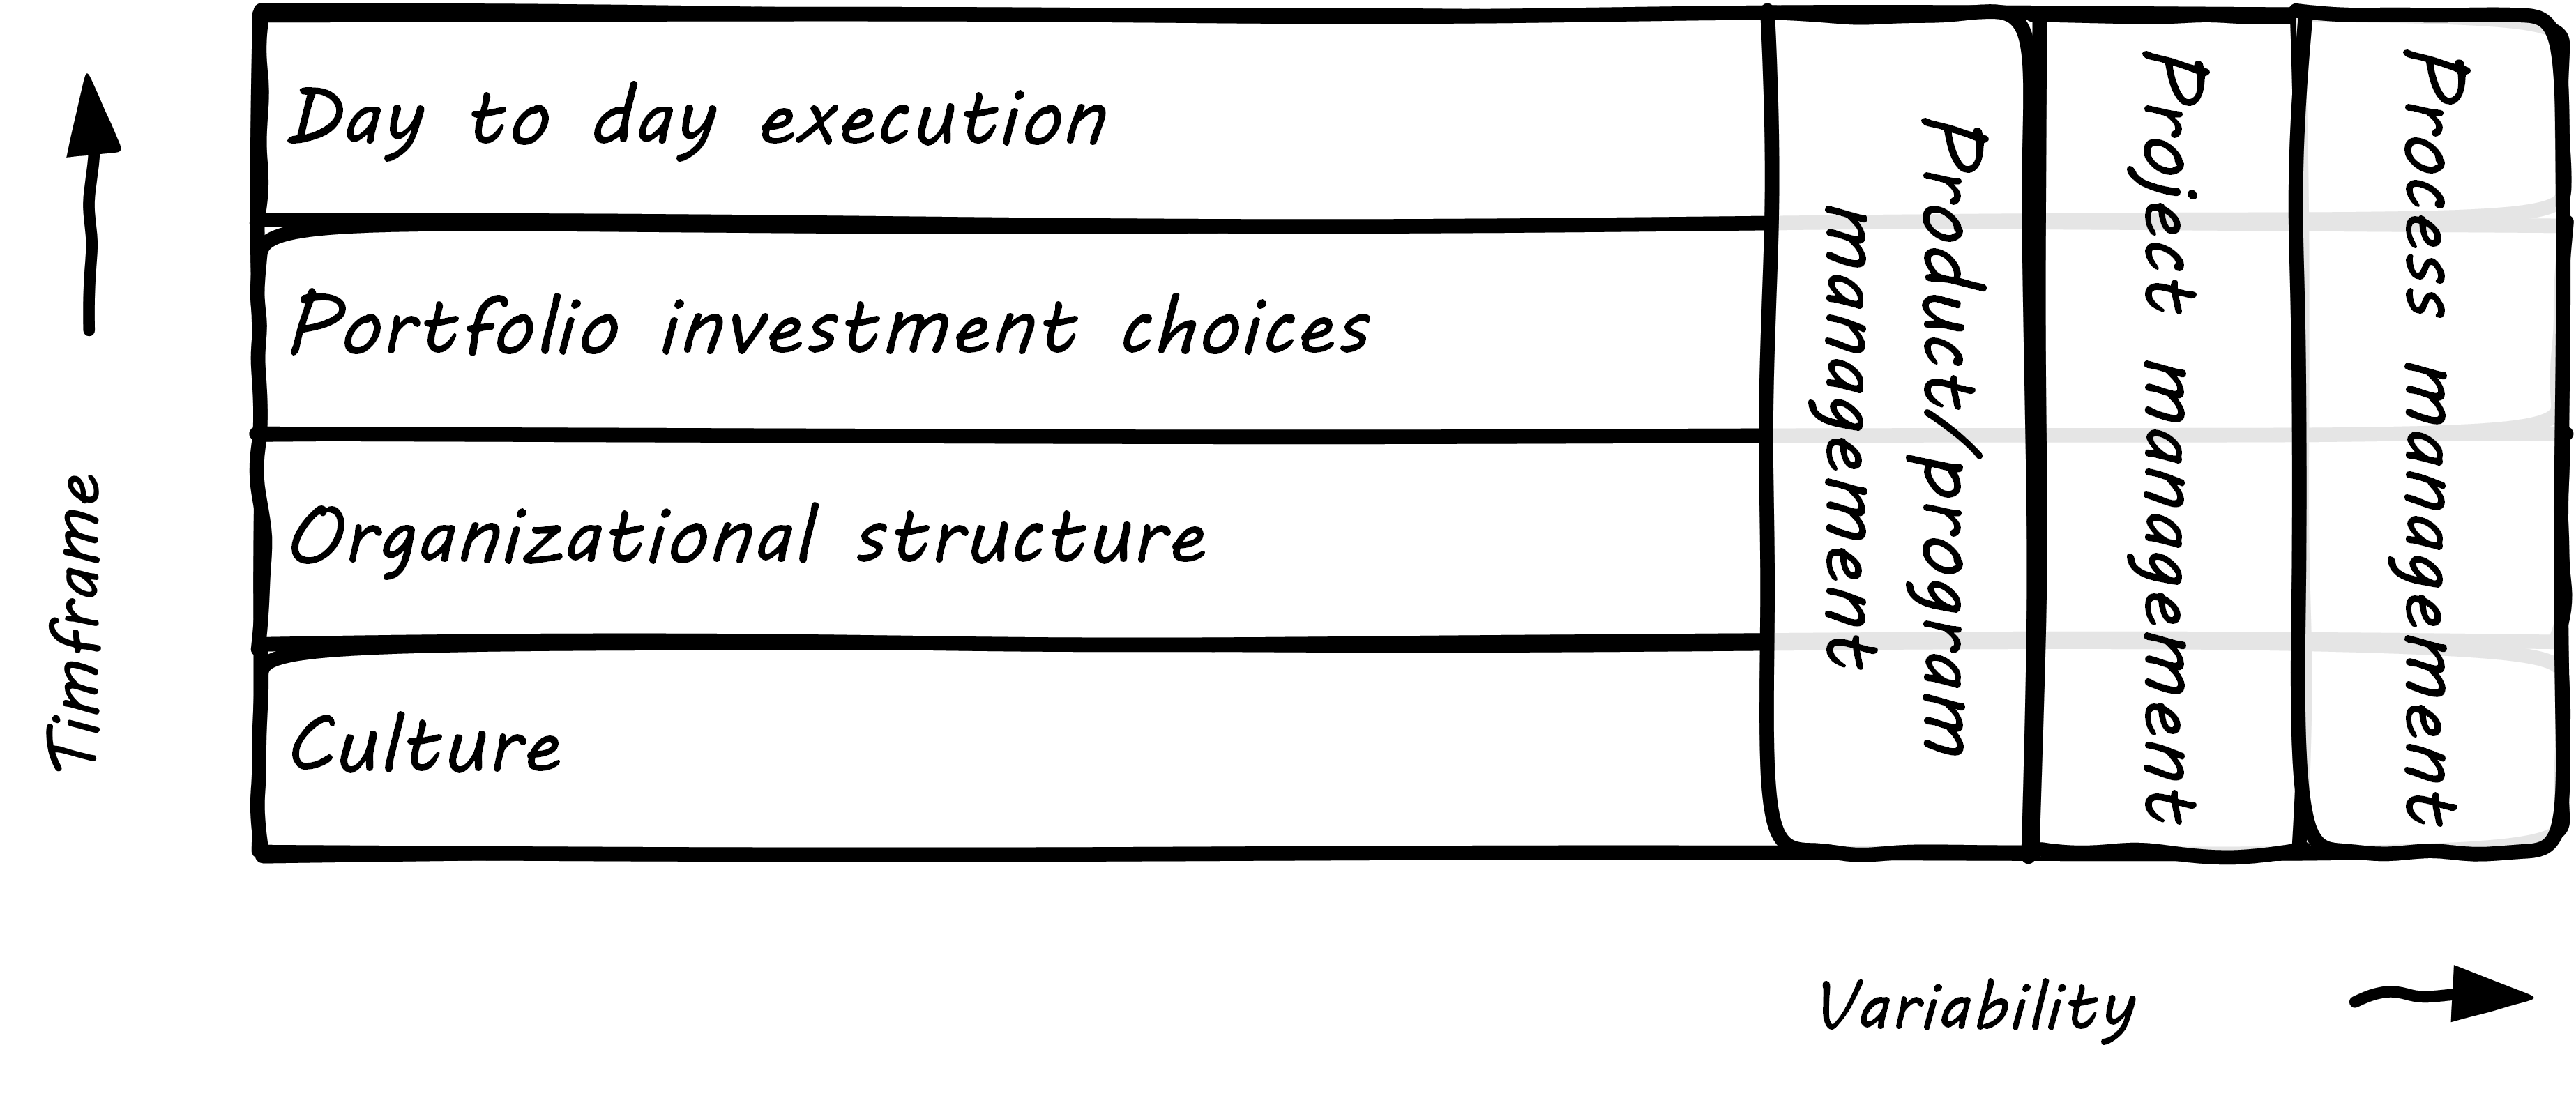 Day to day execution
Portfolio investment choices
Organizational structure
Culture
Product/program
management
Project management
Process management
Timframe
Variability